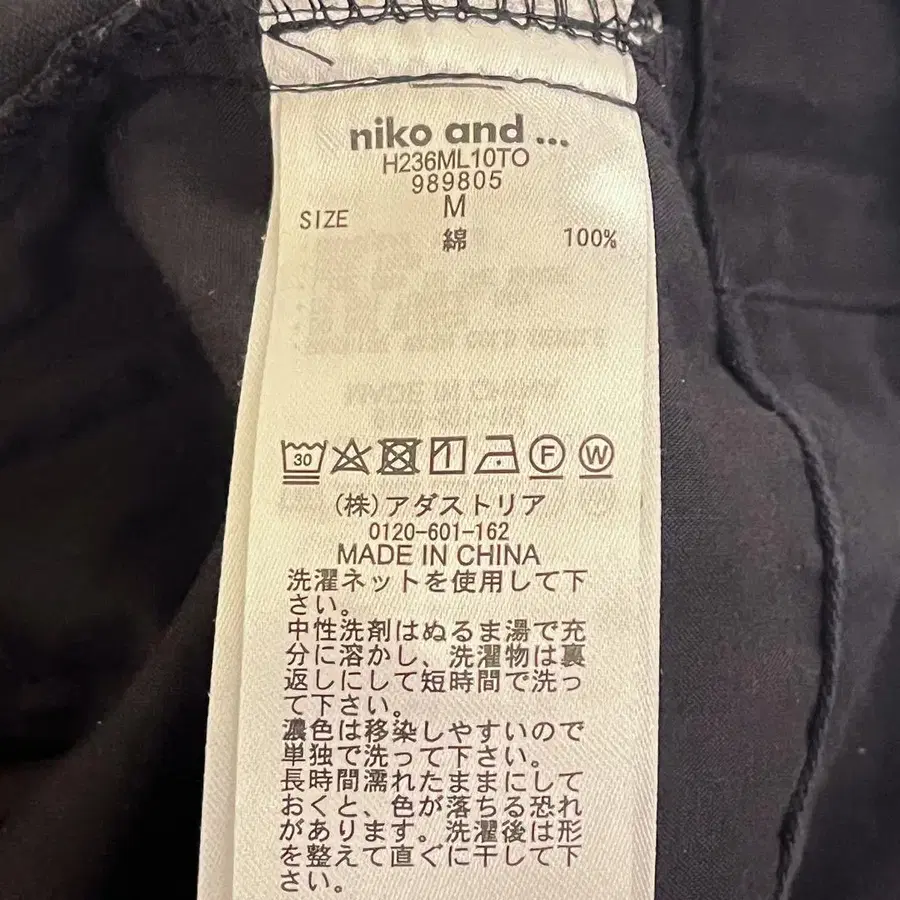 niko and ...
H236ML10TO
989805
SIZE M
綿 100%
30
F W
(株)アダストリア
0120-601-162
MADE IN CHINA
洗濯ネットを使用して下
さい。
中性洗剤はぬるま湯で充
分に溶かし、洗濯物は裏
返しにして短時間で洗っ
て下さい。
濃色は移染しやすいので
単独で洗って下さい。
長時間濡れたままにして
おくと、色が落ちる恐れ
があります。洗濯後は形
を整えて直ぐに干して下
さい。